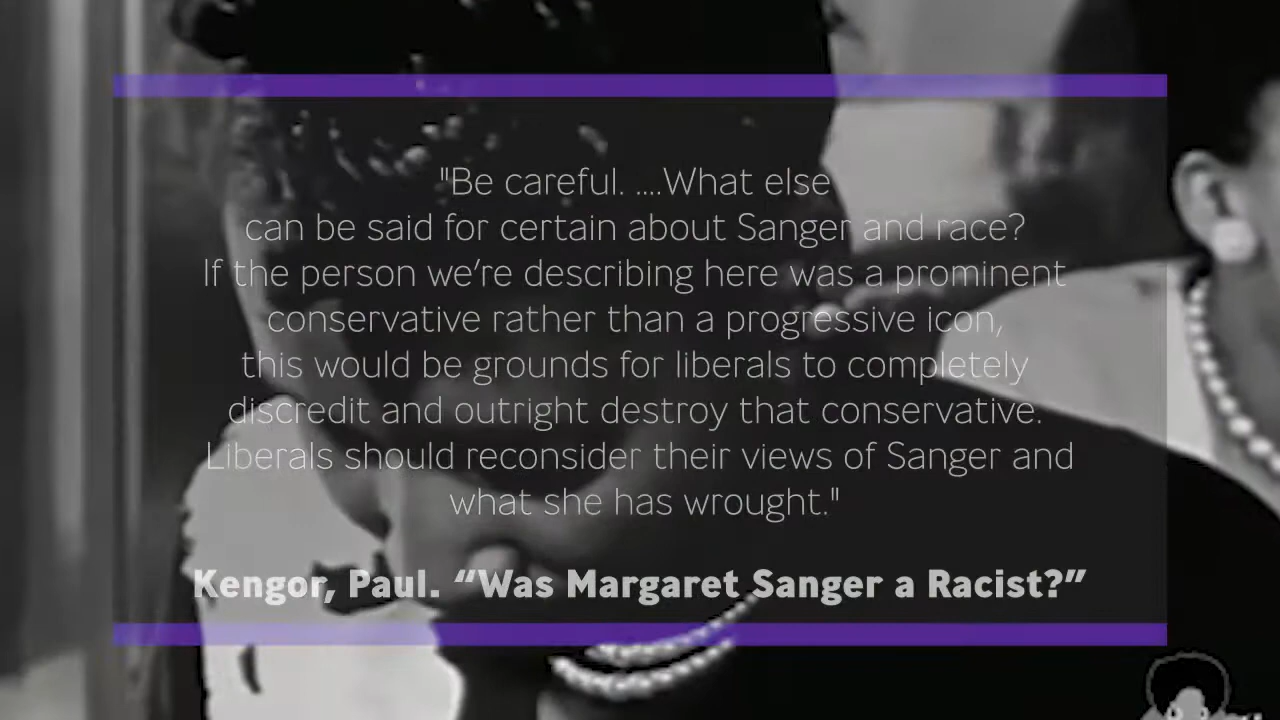 "Be careful. ....What else
can be said for certain about Sanger and race?
If the person we’re describing here was a prominent
conservative rather than a progressive icon,
this would be grounds for liberals to completely
discredit and outright destroy that conservative.
Liberals should reconsider their views of Sanger and
what she has wrought."
Kengor, Paul. “Was Margaret Sanger a Racist?”